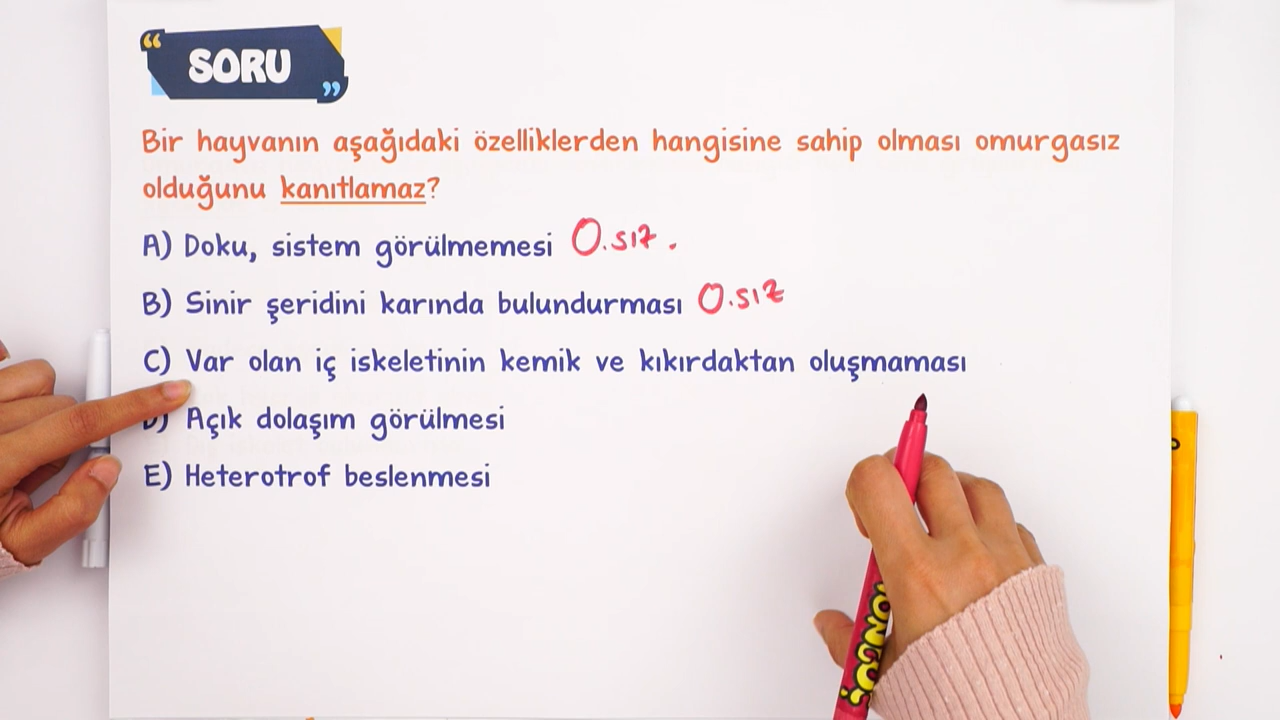 SORU
Bir hayvanın aşağıdaki özelliklerden hangisine sahip olması omurgasız
olduğunu kanıtlamaz?
A) Doku, sistem görülmemesi O.sız.
B) Sinir şeridini karında bulundurması O.sız
C) Var olan iç iskeletinin kemik ve kıkırdaktan oluşmaması
D) Açık dolaşım görülmesi
E) Heterotrof beslenmesi